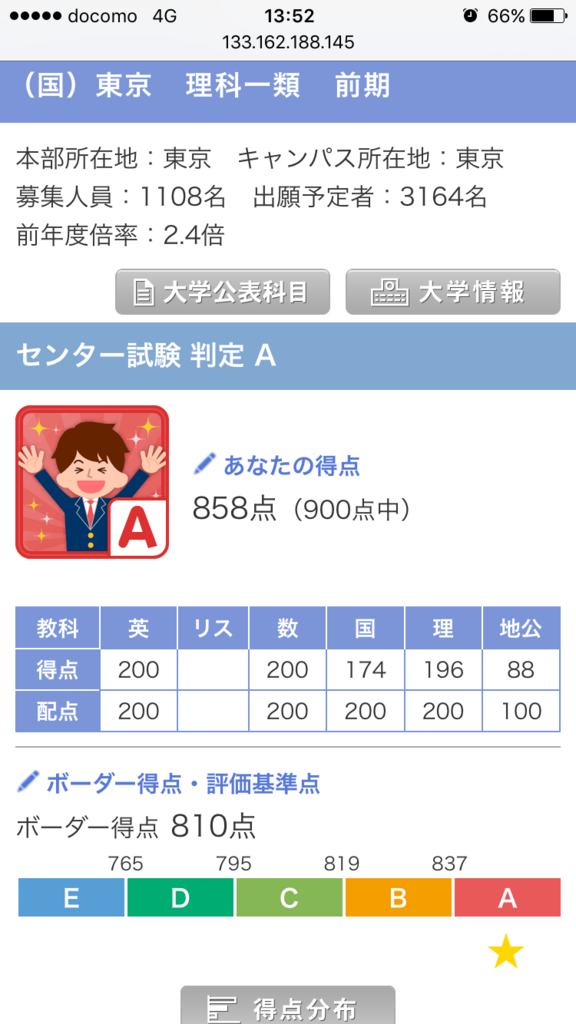 docomo 4G 13:52 66%
133.162.188.145
（国）東京 理科一類 前期
本部所在地：東京 キャンパス所在地：東京
募集人員：1108名 出願予定者：3164名
前年度倍率：2.4倍
大学公表科目 大学情報
センター試験 判定 A
A
あなたの得点
858点（900点中）
教科 英 リス 数 国 理 地公
得点 200 200 174 196 88
配点 200 200 200 200 100
ボーダー得点・評価基準点
ボーダー得点 810点
765 795 819 837
E D C B A
得点分布